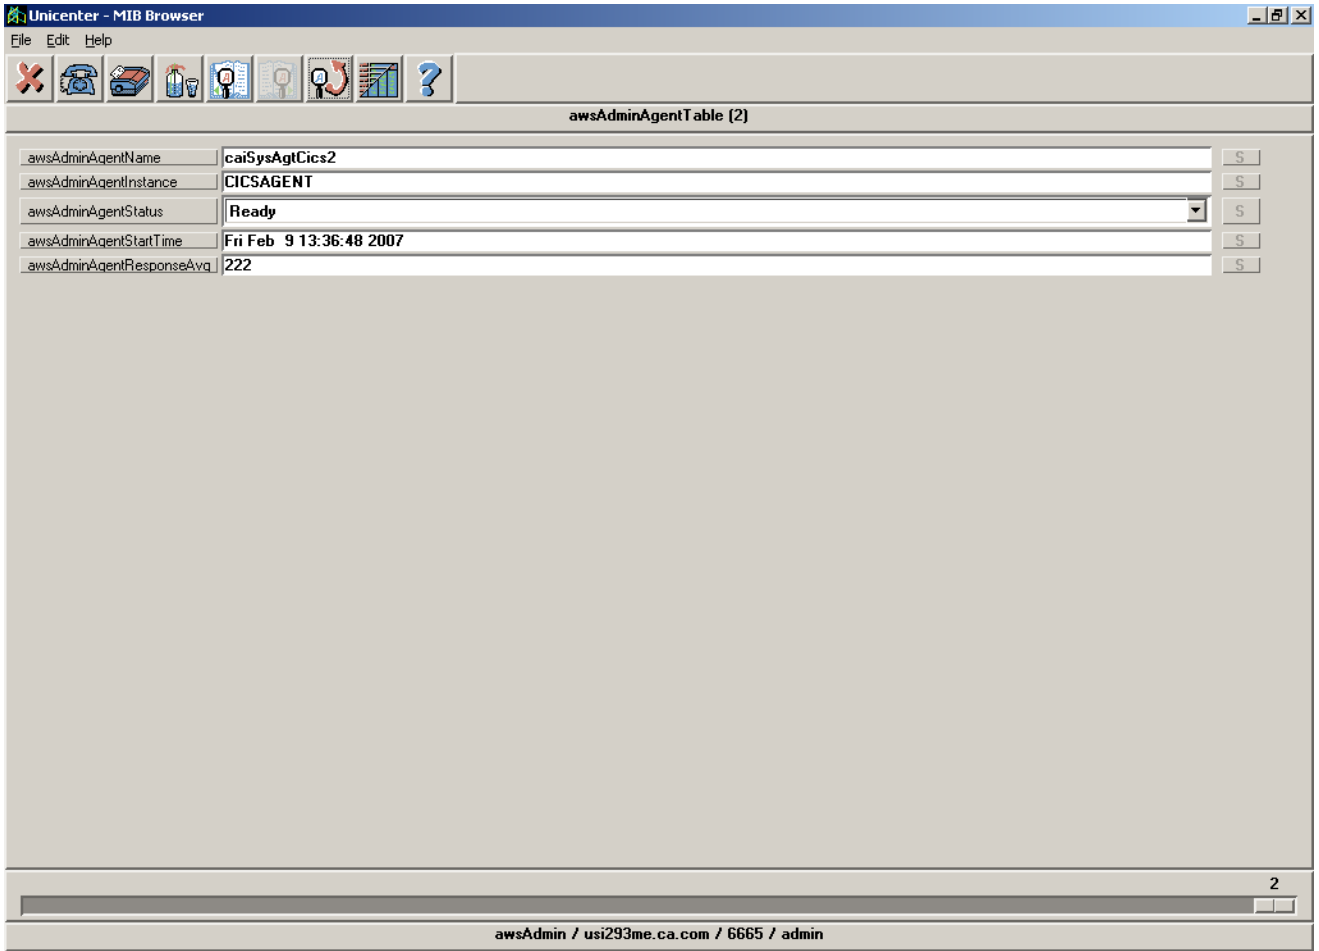 Unicenter - MIB Browser
File Edit Help
awsAdminAgentTable (2)
awsAdminAgentName caiSysAgtCics2 S
awsAdminAgentInstance CICSAGENT S
awsAdminAgentStatus Ready S
awsAdminAgentStartTime Fri Feb 9 13:36:48 2007 S
awsAdminAgentResponseAvg 222 S
2
awsAdmin / usi293me.ca.com / 6665 / admin